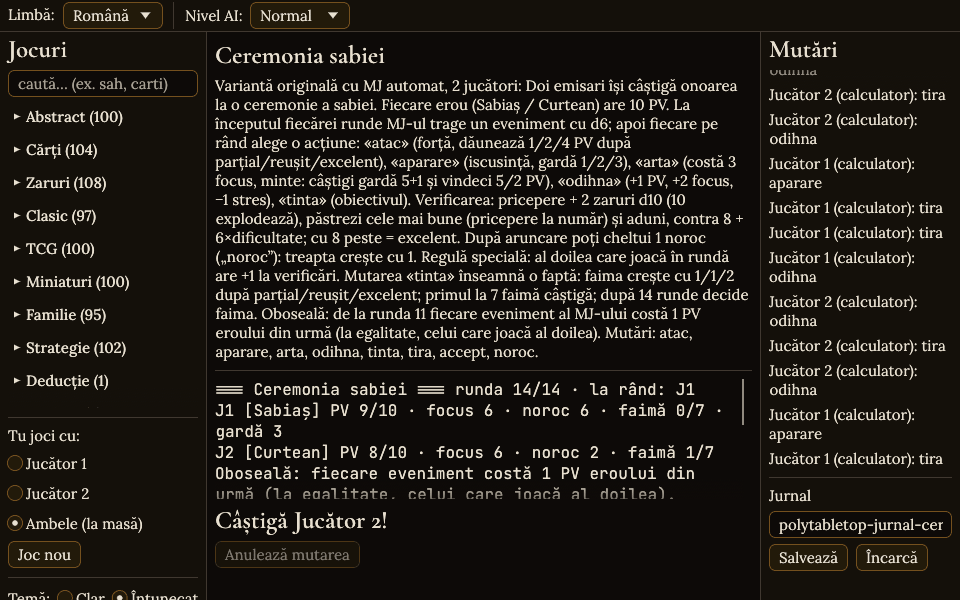 Limbă: Română Nivel AI: Normal
Jocuri
caută... (ex. sah, carti)
Abstract (100)
Cărți (104)
Zaruri (108)
Clasic (97)
TCG (100)
Miniaturi (100)
Familie (95)
Strategie (102)
Deducție (1)
Tu joci cu:
Jucător 1
Jucător 2
Ambele (la masă)
Joc nou
Temă: Clar Întunecat
Ceremonia sabiei
Variantă originală cu MJ automat, 2 jucători: Doi emisari își câștigă onoarea
la o ceremonie a sabiei. Fiecare erou (Sabiaș / Curtean) are 10 PV. La
începutul fiecărei runde MJ-ul trage un eveniment cu d6; apoi fiecare pe
rând alege o acțiune: «atac» (forță, dăunează 1/2/4 PV după
parțial/reușit/excelent), «aparare» (iscusință, gardă 1/2/3), «arta» (costă 3
focus, minte: câștigi gardă 5+1 și vindeci 5/2 PV), «odihna» (+1 PV, +2 focus,
−1 stres), «tinta» (obiectivul). Verificarea: pricepere + 2 zaruri d10 (10
explodează), păstrezi cele mai bune (pricepere la număr) și aduni, contra 8 +
6×dificultate; cu 8 peste = excelent. După aruncare poți cheltui 1 noroc
(„noroc”): treapta crește cu 1. Regulă specială: al doilea care joacă în rundă
are +1 la verificări. Mutarea «tinta» înseamnă o faptă: faima crește cu 1/1/2
după parțial/reușit/excelent; primul la 7 faimă câștigă; după 14 runde decide
faima. Oboseală: de la runda 11 fiecare eveniment al MJ-ului costă 1 PV
eroului din urmă (la egalitate, celui care joacă al doilea). Mutări: atac,
aparare, arta, odihna, tinta, tira, accept, noroc.
═══ Ceremonia sabiei ═══ runda 14/14 · la rând: J1
J1 [Sabiaș] PV 9/10 · focus 6 · noroc 6 · faimă 0/7 ·
gardă 3
J2 [Curtean] PV 8/10 · focus 6 · noroc 2 · faimă 1/7
Oboseală: fiecare eveniment costă 1 PV eroului din
urmă (la egalitate, celui care joacă al doilea).
Câștigă Jucător 2!
Anulează mutarea
Mutări
odihna
Jucător 2 (calculator): tira
Jucător 2 (calculator):
odihna
Jucător 1 (calculator):
aparare
Jucător 1 (calculator): tira
Jucător 1 (calculator): tira
Jucător 1 (calculator):
odihna
Jucător 2 (calculator):
odihna
Jucător 2 (calculator): tira
Jucător 2 (calculator):
odihna
Jucător 1 (calculator):
aparare
Jucător 1 (calculator): tira
Jurnal
polytabletop-jurnal-cer
Salvează Încarcă